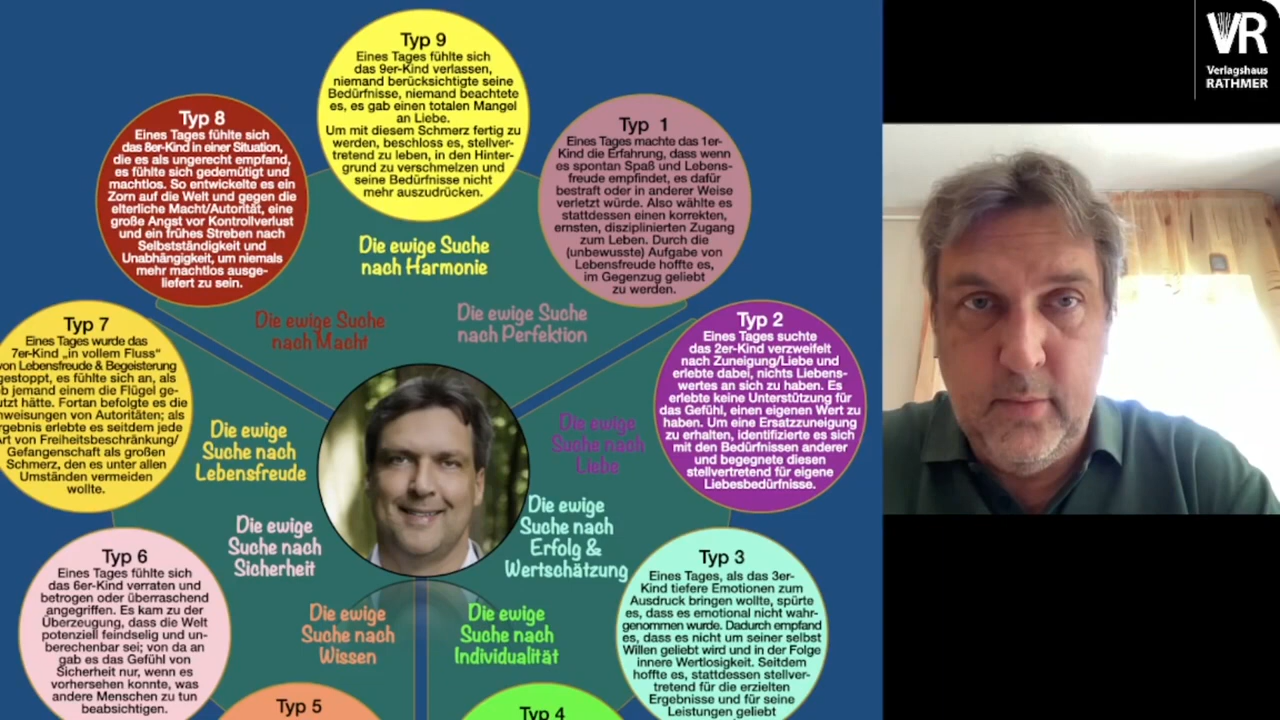 Typ 9
Eines Tages fühlte sich
das 9er-Kind verlassen,
niemand berücksichtigte seine
Bedürfnisse, niemand beachtete
es, es gab einen totalen Mangel
an Liebe.
Um mit diesem Schmerz fertig zu
werden, beschloss es, stellver-
tretend zu leben, in den Hinter-
grund zu verschmelzen und
seine Bedürfnisse nicht
mehr auszudrücken.
Typ 8
Eines Tages fühlte sich
das 8er-Kind in einer Situation,
die es als ungerecht empfand,
es fühlte sich gedemütigt und
machtlos. So entwickelte es ein
Zorn auf die Welt und gegen die
elterliche Macht/Autorität, eine
große Angst vor Kontrollverlust
und ein frühes Streben nach
Selbstständigkeit und
Unabhängigkeit, um niemals
mehr machtlos ausge-
liefert zu sein.
Typ 1
Eines Tages machte das 1er-
Kind die Erfahrung, dass wenn
es spontan Spaß und Lebens-
freude empfindet, es dafür
bestraft oder in anderer Weise
verletzt würde. Also wählte es
stattdessen einen korrekten,
ernsten, disziplinierten Zugang
zum Leben. Durch die
(unbewusste) Aufgabe von
Lebensfreude hoffte es,
im Gegenzug geliebt
zu werden.
Die ewige Suche
nach Harmonie
Die ewige Suche
nach Macht
Die ewige Suche
nach Perfektion
Typ 7
Eines Tages wurde das
7er-Kind „in vollem Fluss“
von Lebensfreude & Begeisterung
gestoppt, es fühlte sich an, als
b jemand einem die Flügel ge-
utzt hätte. Fortan befolgte es die
nweisungen von Autoritäten; als
rgebnis erlebte es seitdem jede
Art von Freiheitsbeschränkung/
Gefangenschaft als großen
Schmerz, den es unter allen
Umständen vermeiden
wollte.
Typ 2
Eines Tages suchte
das 2er-Kind verzweifelt
nach Zuneigung/Liebe und
erlebte dabei, nichts Liebens-
wertes an sich zu haben. Es
erlebte keine Unterstützung für
das Gefühl, einen eigenen Wert zu
haben. Um eine Ersatzzuneigung
zu erhalten, identifizierte es sich
mit den Bedürfnissen anderer
und begegnete diesen
stellvertretend für eigene
Liebesbedürfnisse.
Die ewige
Suche nach
Lebensfreude
Die ewige
Suche nach
Liebe
Die ewige
Suche nach
Sicherheit
Die ewige
Suche nach
Erfolg &
Wertschätzung
Typ 6
Eines Tages fühlte sich
das 6er-Kind verraten und
betrogen oder überraschend
angegriffen. Es kam zu der
Überzeugung, dass die Welt
potenziell feindselig und un-
berechenbar sei; von da an
gab es das Gefühl von
Sicherheit nur, wenn es
vorhersehen konnte, was
andere Menschen zu tun
beabsichtigen.
Typ 3
Eines Tages, als das 3er-
Kind tiefere Emotionen zum
Ausdruck bringen wollte, spürte
es, dass es emotional nicht wahr-
genommen wurde. Dadurch empfand
es, dass es nicht um seiner selbst
Willen geliebt wird und in der Folge
innere Wertlosigkeit. Seitdem
hoffte es, stattdessen stellver-
tretend für die erzielten
Ergebnisse und für seine
Leistungen geliebt
Die ewige
Suche nach
Wissen
Die ewige
Suche nach
Individualität
Typ 5
Typ 4
VR
Verlagshaus
RATHMER